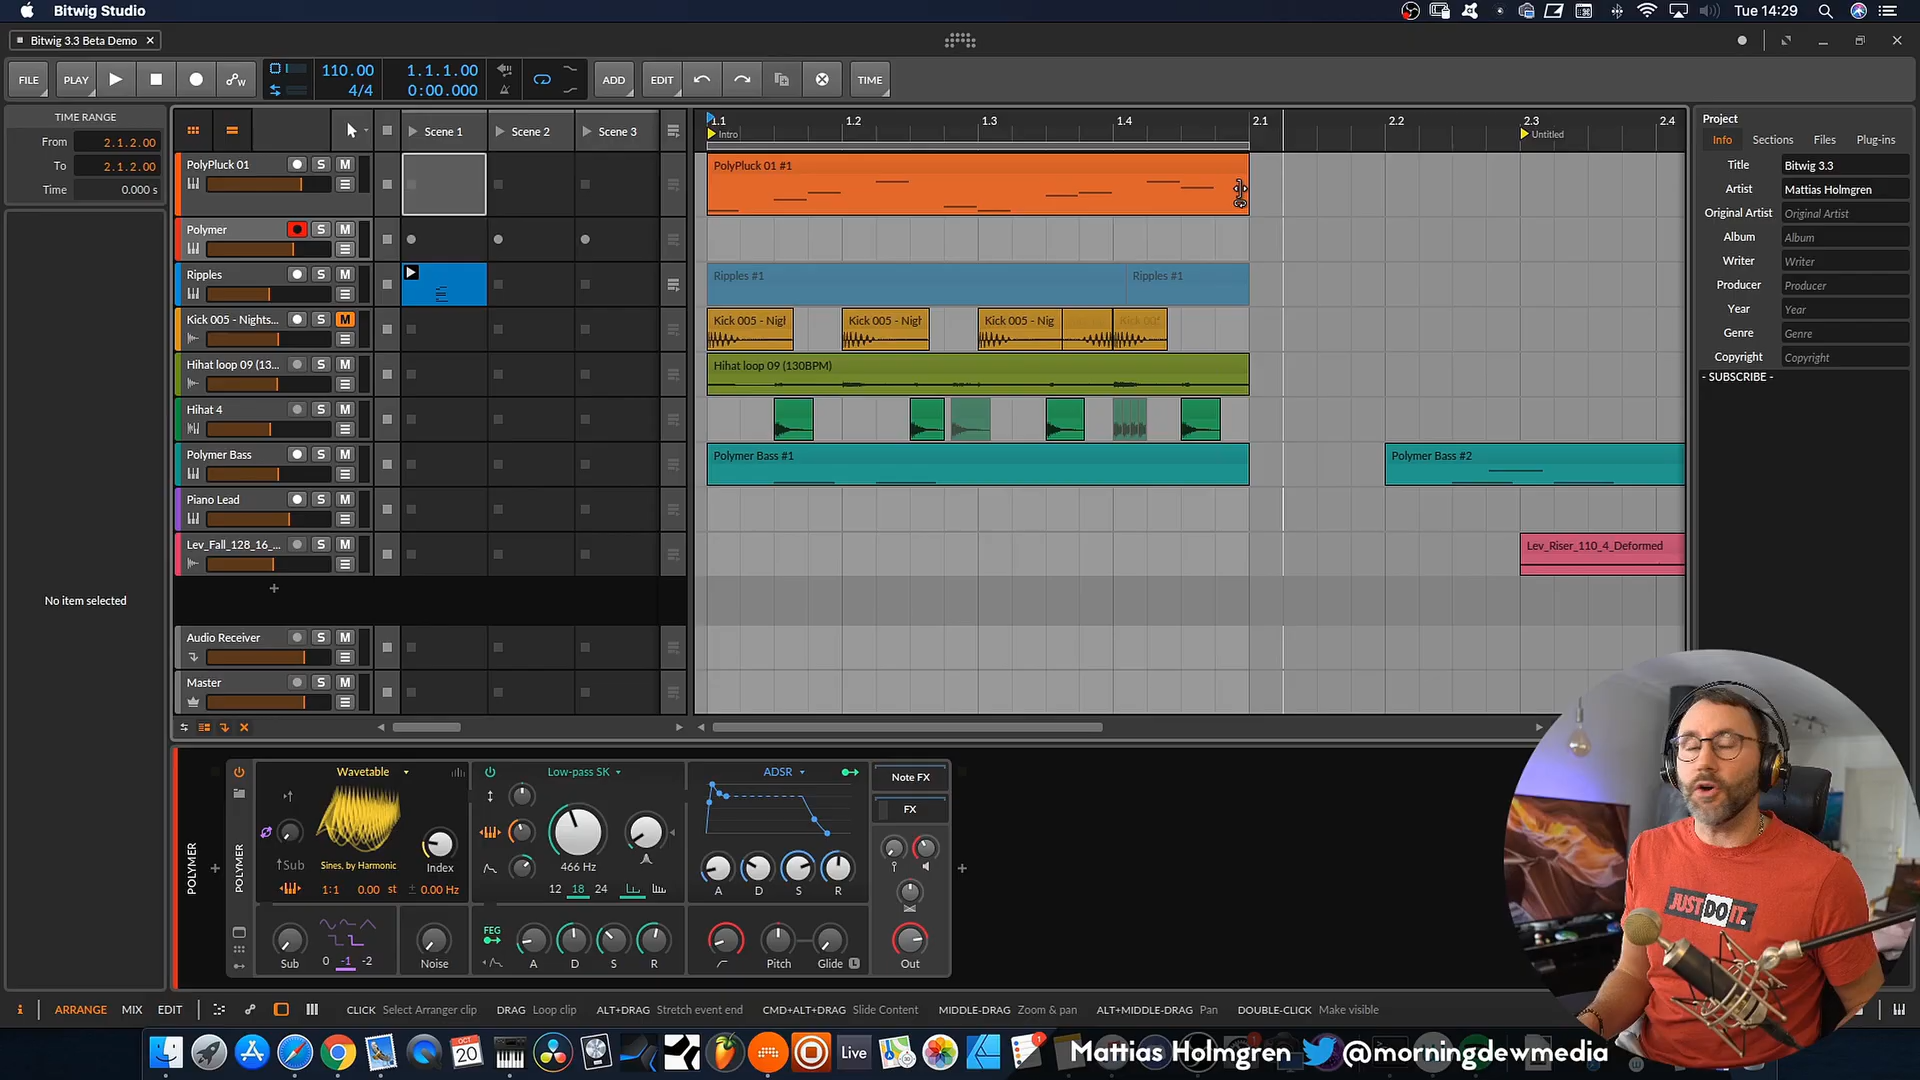 Bitwig Studio
Tue 14:29
Bitwig 3.3 Beta Demo
FILE
PLAY
110.00
4/4
1.1.1.00
0:00.000
ADD
EDIT
TIME
TIME RANGE
From 2.1.2.00
To 2.1.2.00
Time 0.000 s
No item selected
Scene 1
Scene 2
Scene 3
1.1
1.2
1.3
1.4
2.1
2.2
2.3
2.4
Intro
Untitled
PolyPluck 01 S M
Polymer S M
Ripples S M
Kick 005 - Nights... S M
Hihat loop 09 (13... S M
Hihat 4 S M
Polymer Bass S M
Piano Lead S M
Lev_Fall_128_16_... S M
Audio Receiver S M
Master S M
PolyPluck 01 #1
Ripples #1
Ripples #1
Kick 005 - Nigh
Kick 005 - Nigh
Kick 005 - Nig
Hihat loop 09 (130BPM)
Polymer Bass #1
Polymer Bass #2
Lev_Riser_110_4_Deformed
Project
Info
Sections
Files
Plug-ins
Title Bitwig 3.3
Artist Mattias Holmgren
Original Artist Original Artist
Album Album
Writer Writer
Producer Producer
Year Year
Genre Genre
Copyright Copyright
- SUBSCRIBE -
POLYMER
POLYMER
Wavetable
Sub
Sines, by Harmonic
Index
1:1 0.00 st ± 0.00 Hz
Sub
0 -1 -2
Noise
Low-pass SK
466 Hz
12 18 24
FEG
A D S R
ADSR
A D S R
Pitch
Glide L
Note FX
FX
Out
JUST DO IT.
ARRANGE
MIX
EDIT
CLICK Select Arranger clip
DRAG Loop clip
ALT+DRAG Stretch event end
CMD+ALT+DRAG Slide Content
MIDDLE-DRAG Zoom & pan
ALT+MIDDLE-DRAG Pan
DOUBLE-CLICK Make visible
OCT
20
Live
1
Mattias Holmgren @morningdewmedia